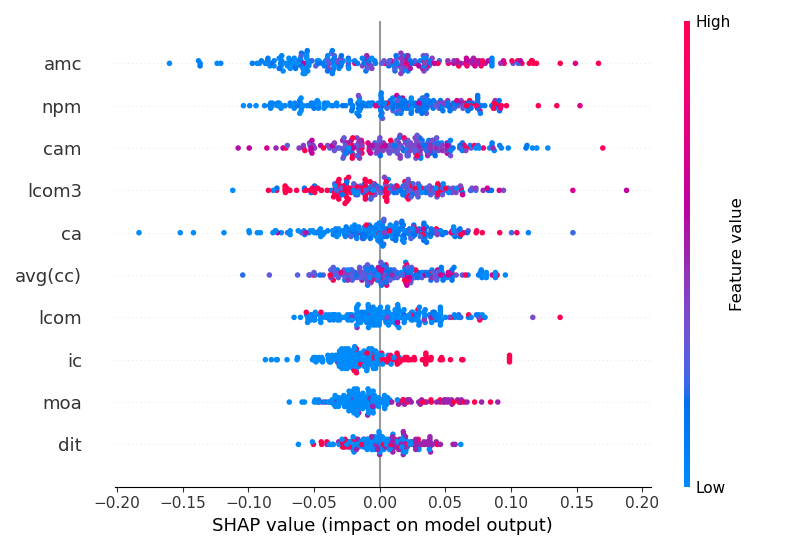 High
amc
npm
cam
lcom3
ca
avg(cc)
lcom
ic
moa
dit
Feature value
Low
−0.20 −0.15 −0.10 −0.05 0.00 0.05 0.10 0.15 0.20
SHAP value (impact on model output)